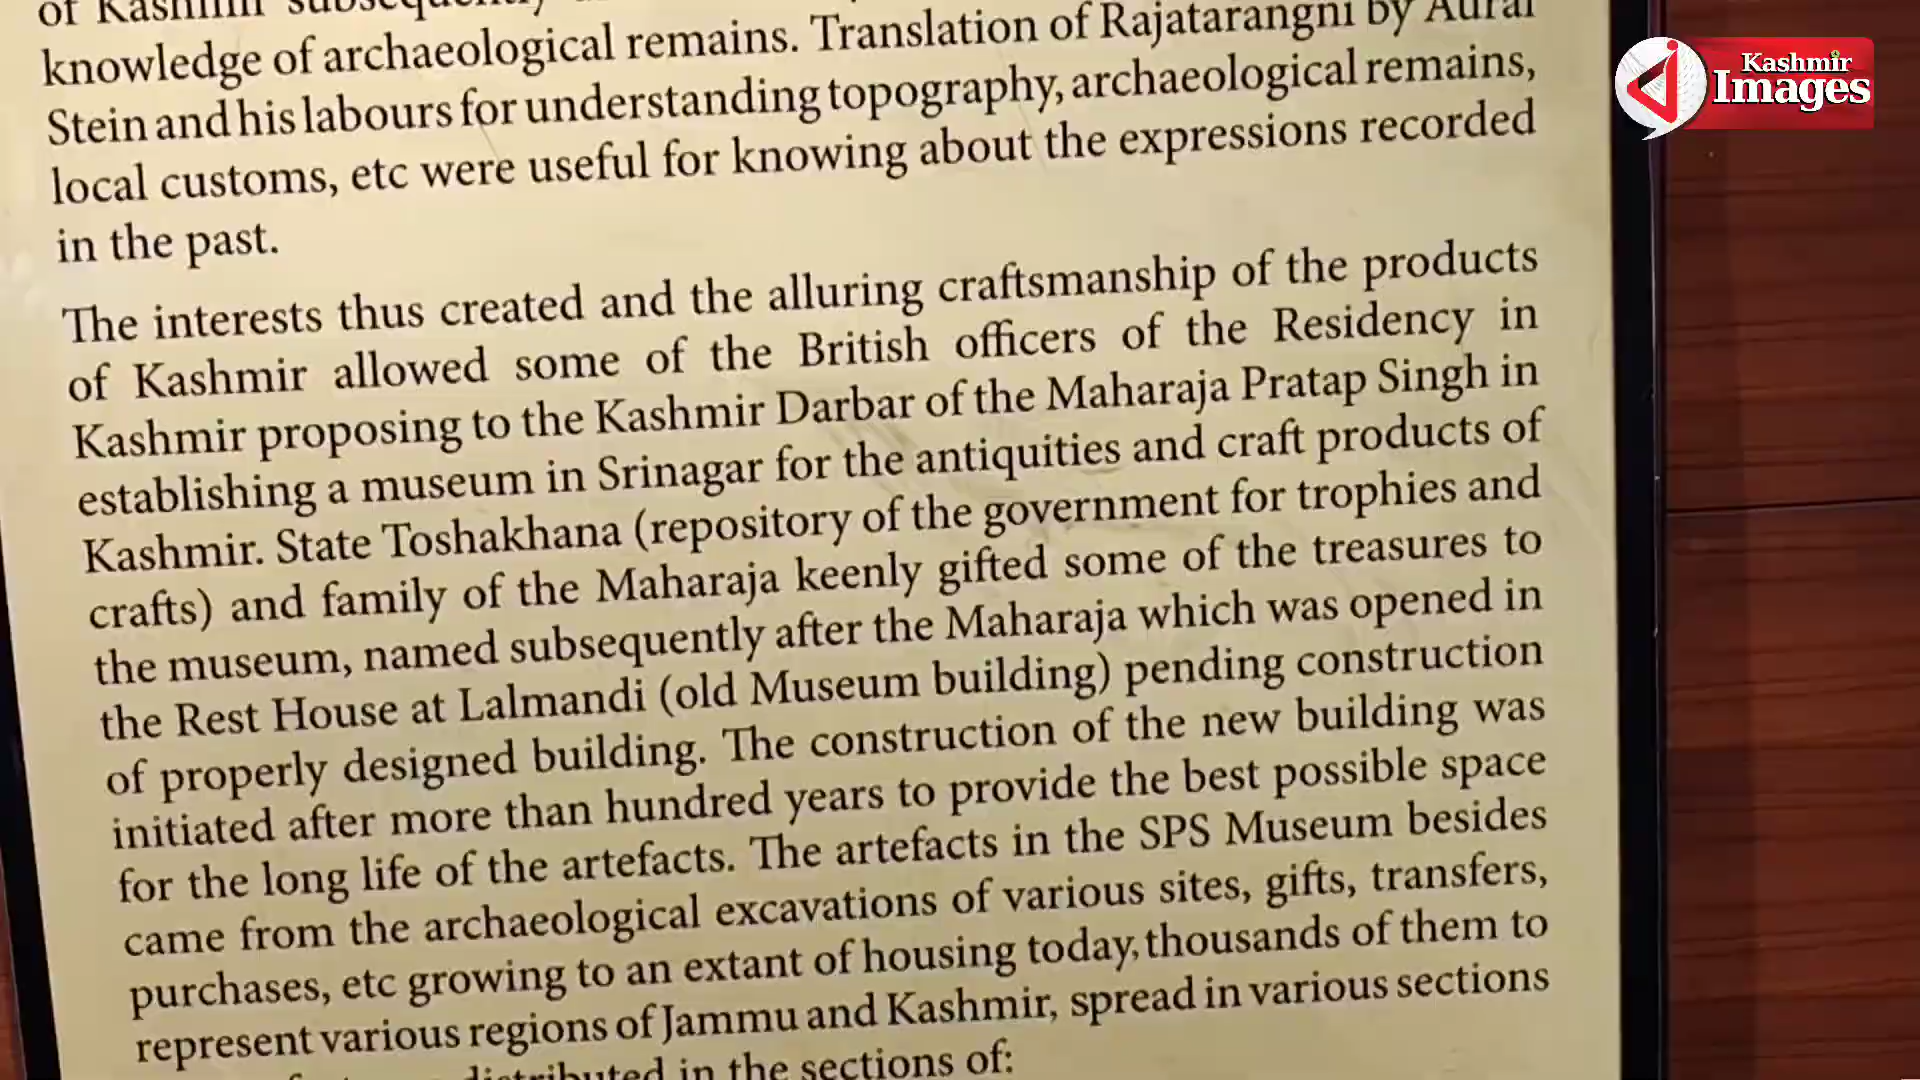 of Kashmir subsequently
knowledge of archaeological remains. Translation of Rajatarangni by Aural
Stein and his labours for understanding topography, archaeological remains,
local customs, etc were useful for knowing about the expressions recorded
in the past.
The interests thus created and the alluring craftsmanship of the products
of Kashmir allowed some of the British officers of the Residency in
Kashmir proposing to the Kashmir Darbar of the Maharaja Pratap Singh in
establishing a museum in Srinagar for the antiquities and craft products of
Kashmir. State Toshakhana (repository of the government for trophies and
crafts) and family of the Maharaja keenly gifted some of the treasures to
the museum, named subsequently after the Maharaja which was opened in
the Rest House at Lalmandi (old Museum building) pending construction
of properly designed building. The construction of the new building was
initiated after more than hundred years to provide the best possible space
for the long life of the artefacts. The artefacts in the SPS Museum besides
came from the archaeological excavations of various sites, gifts, transfers,
purchases, etc growing to an extant of housing today, thousands of them to
represent various regions of Jammu and Kashmir, spread in various sections
distributed in the sections of:
Kashmir
Images